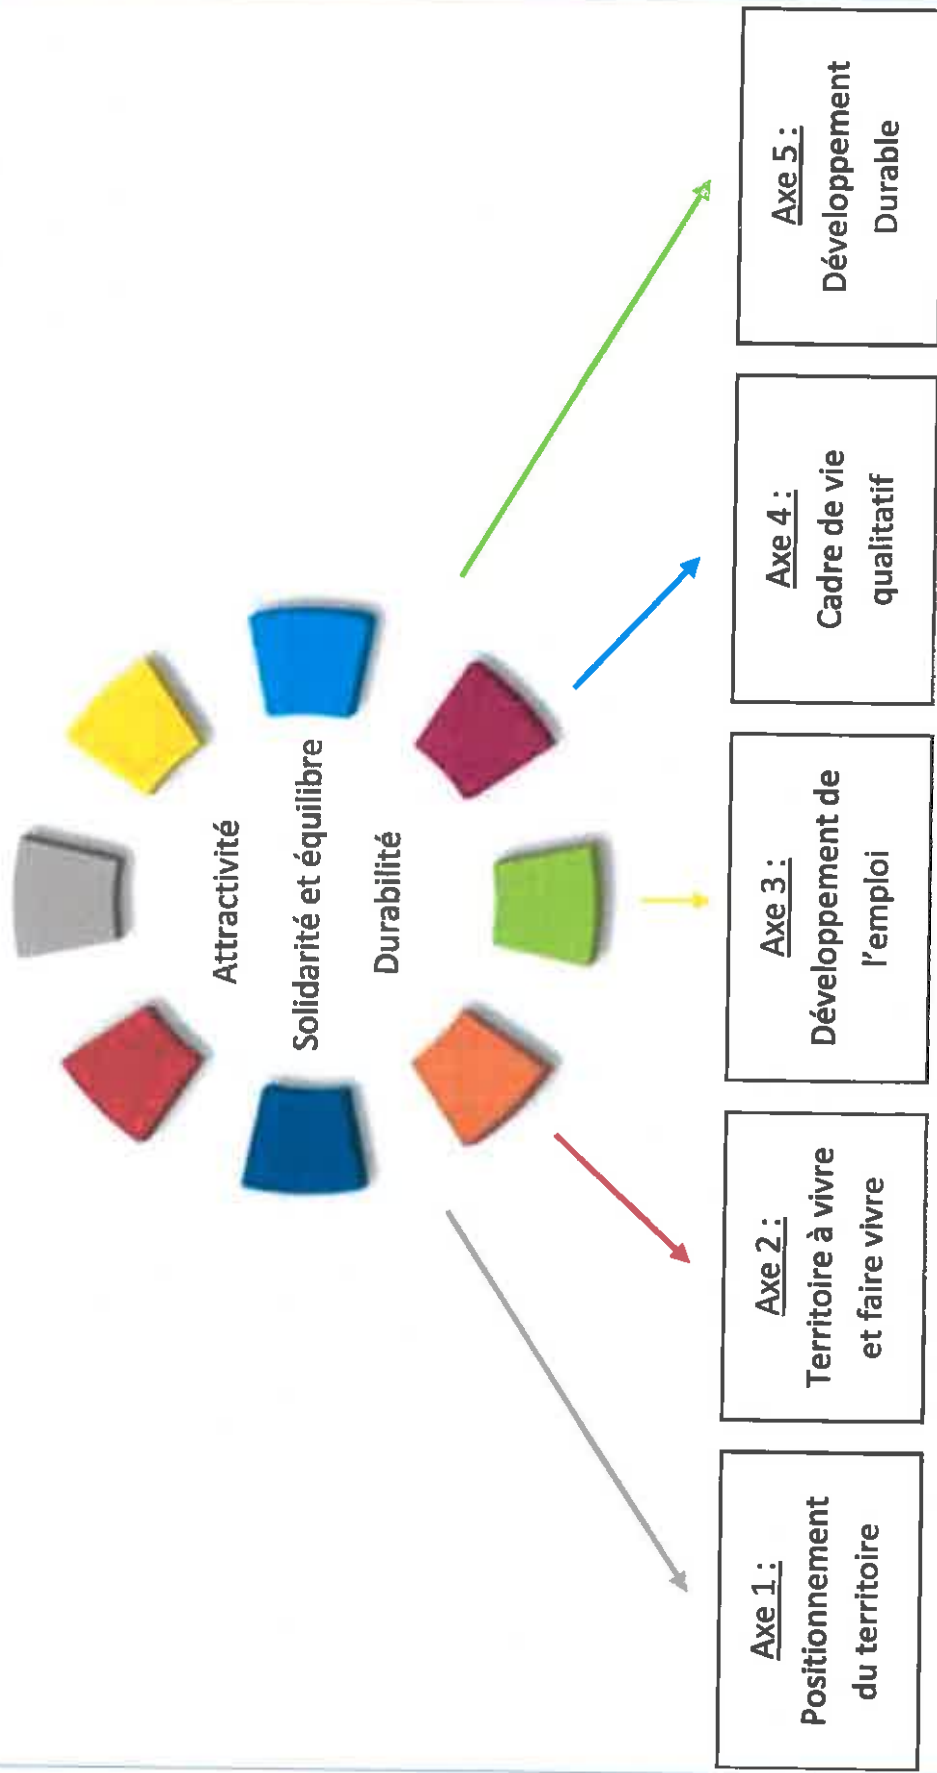 Attractivité
Solidarité et équilibre
Durabilité
Axe 1 :
Positionnement
du territoire
Axe 2 :
Territoire à vivre
et faire vivre
Axe 3 :
Développement de
l'emploi
Axe 4 :
Cadre de vie
qualitatif
Axe 5 :
Développement
Durable